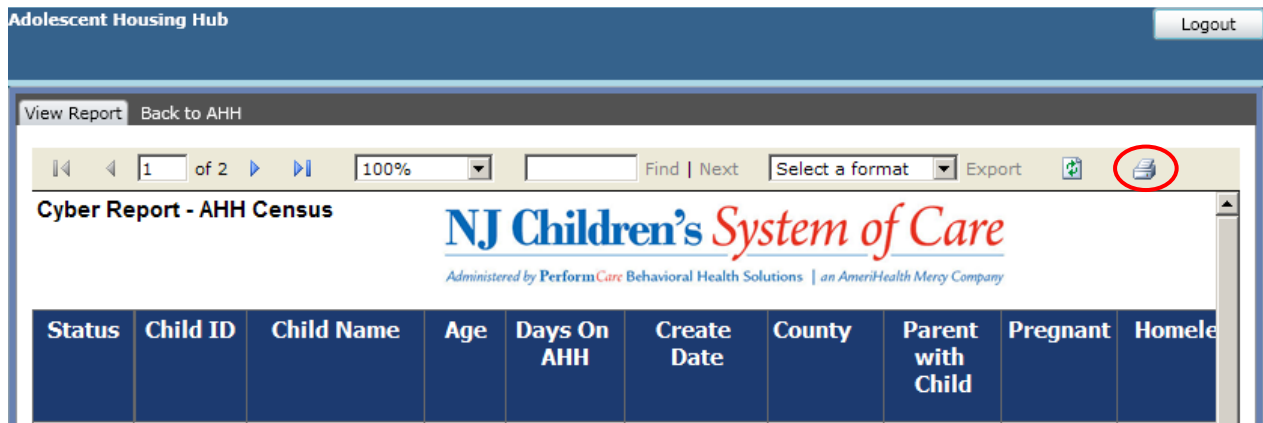 Adolescent Housing Hub
Logout
View Report Back to AHH
1 of 2 100% Find | Next Select a format Export
Cyber Report - AHH Census
NJ Children's System of Care
Administered by PerformCare Behavioral Health Solutions | an AmeriHealth Mercy Company
Status Child ID Child Name Age Days On Create County Parent Pregnant Homele
AHH Date with
Child